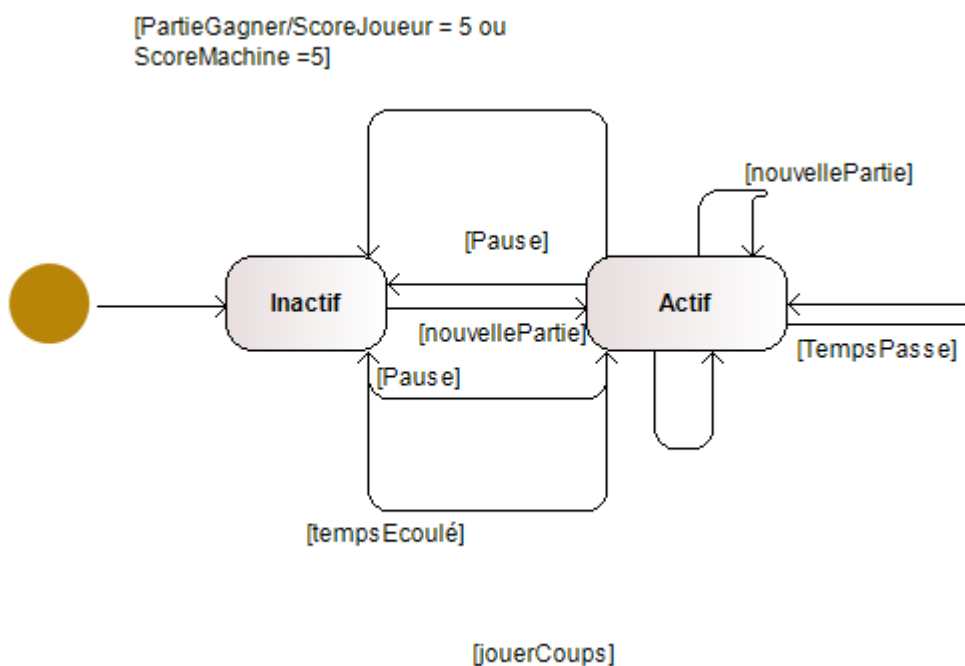 [PartieGagner/ScoreJoueur = 5 ou
ScoreMachine =5]
[nouvellePartie]
[Pause]
Inactif
Actif
[nouvellePartie]
[TempsPasse]
[Pause]
[tempsEcoulé]
[jouerCoups]